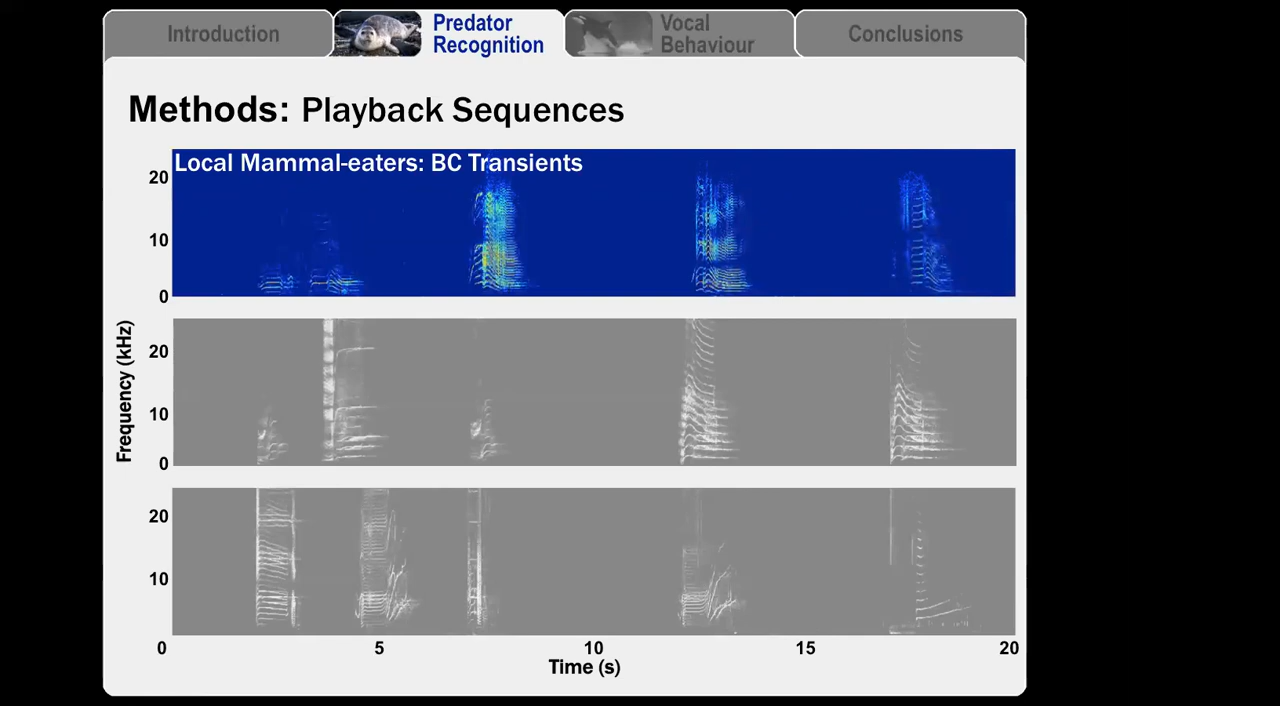 Introduction
Predator
Recognition
Vocal
Behaviour
Conclusions
Methods: Playback Sequences
Local Mammal-eaters: BC Transients
20
10
0
Frequency (kHz)
20
10
0
20
10
0
5
10
15
20
Time (s)